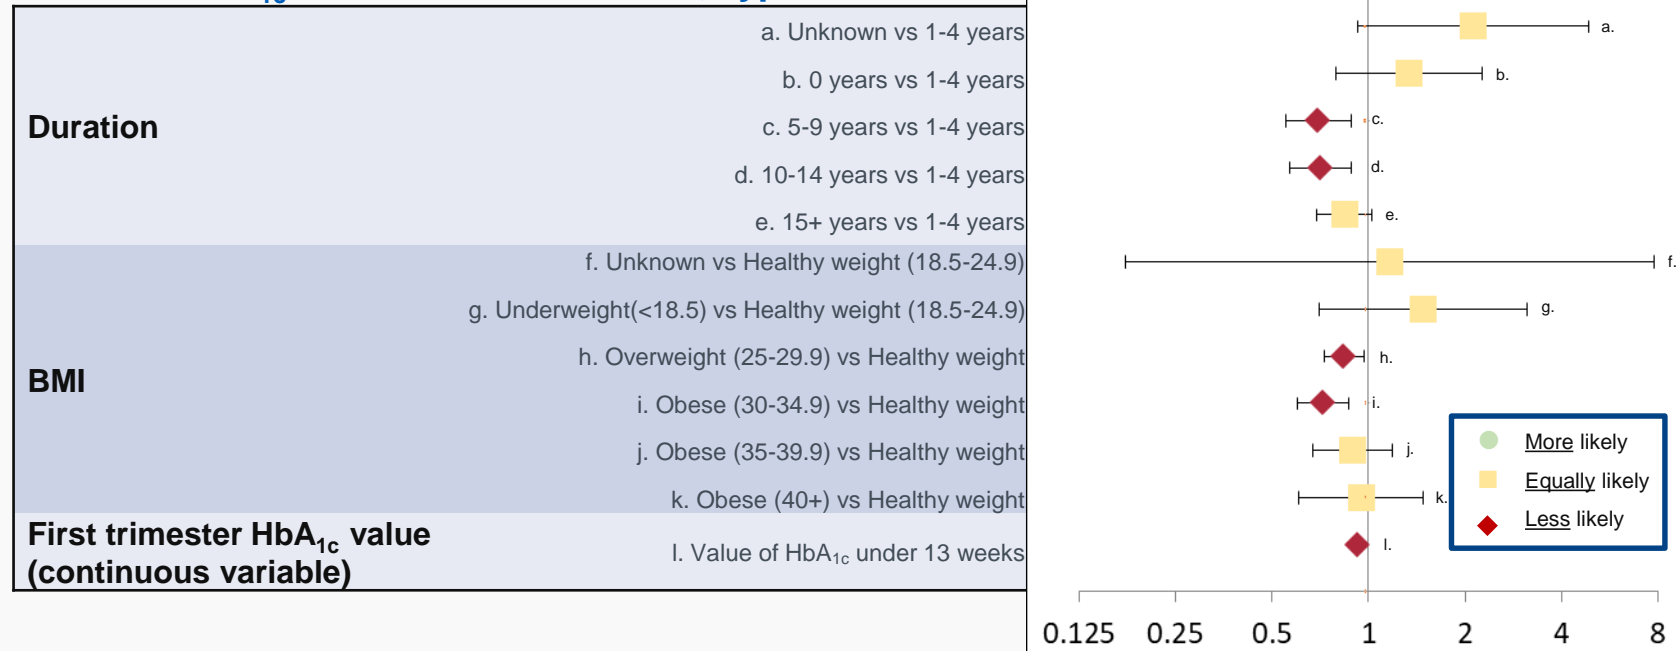 Duration
a. Unknown vs 1-4 years
b. 0 years vs 1-4 years
c. 5-9 years vs 1-4 years
d. 10-14 years vs 1-4 years
e. 15+ years vs 1-4 years
BMI
f. Unknown vs Healthy weight (18.5-24.9)
g. Underweight(<18.5) vs Healthy weight (18.5-24.9)
h. Overweight (25-29.9) vs Healthy weight
i. Obese (30-34.9) vs Healthy weight
j. Obese (35-39.9) vs Healthy weight
k. Obese (40+) vs Healthy weight
First trimester HbA1c value
(continuous variable)
l. Value of HbA1c under 13 weeks
a.
b.
c.
d.
e.
f.
g.
h.
i.
j.
k.
l.
More likely
Equally likely
Less likely
0.125 0.25 0.5 1 2 4 8